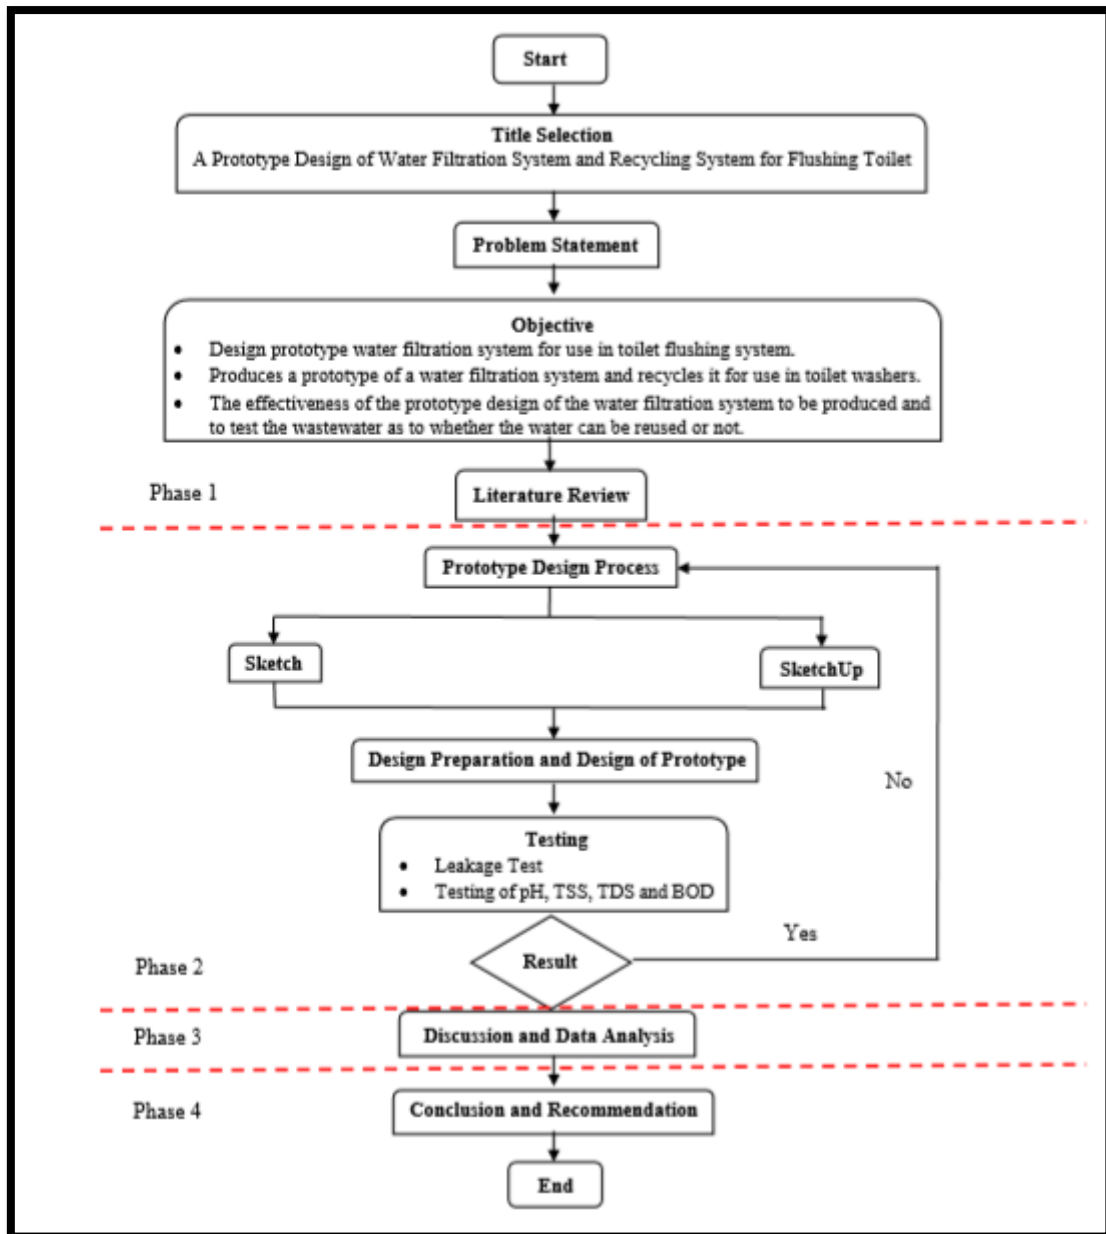 Start
Title Selection
A Prototype Design of Water Filtration System and Recycling System for Flushing Toilet
Problem Statement
Objective
• Design prototype water filtration system for use in toilet flushing system.
• Produces a prototype of a water filtration system and recycles it for use in toilet washers.
• The effectiveness of the prototype design of the water filtration system to be produced and
to test the wastewater as to whether the water can be reused or not.
Phase 1
Literature Review
Prototype Design Process
Sketch
SketchUp
Design Preparation and Design of Prototype
No
Testing
• Leakage Test
• Testing of pH, TSS, TDS and BOD
Yes
Result
Phase 2
Phase 3
Discussion and Data Analysis
Phase 4
Conclusion and Recommendation
End